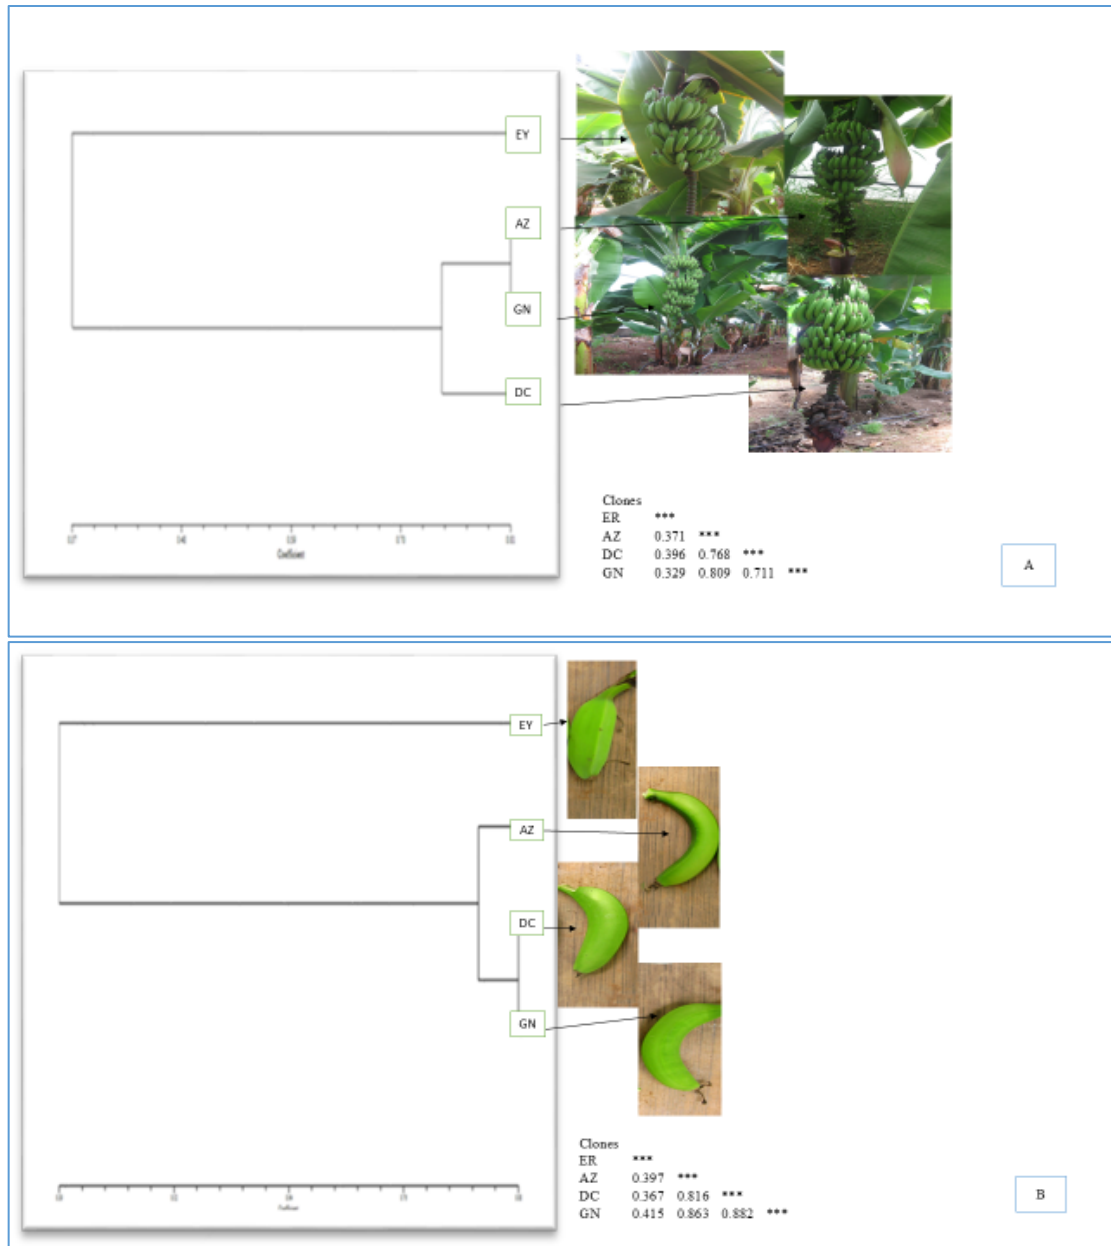 EY
AZ
GN
DC
Clones
ER ***
AZ 0.371 ***
DC 0.396 0.768 ***
GN 0.329 0.809 0.711 ***
A
Coefficient
EY
AZ
DC
GN
Clones
ER ***
AZ 0.397 ***
DC 0.367 0.816 ***
GN 0.415 0.863 0.882 ***
B